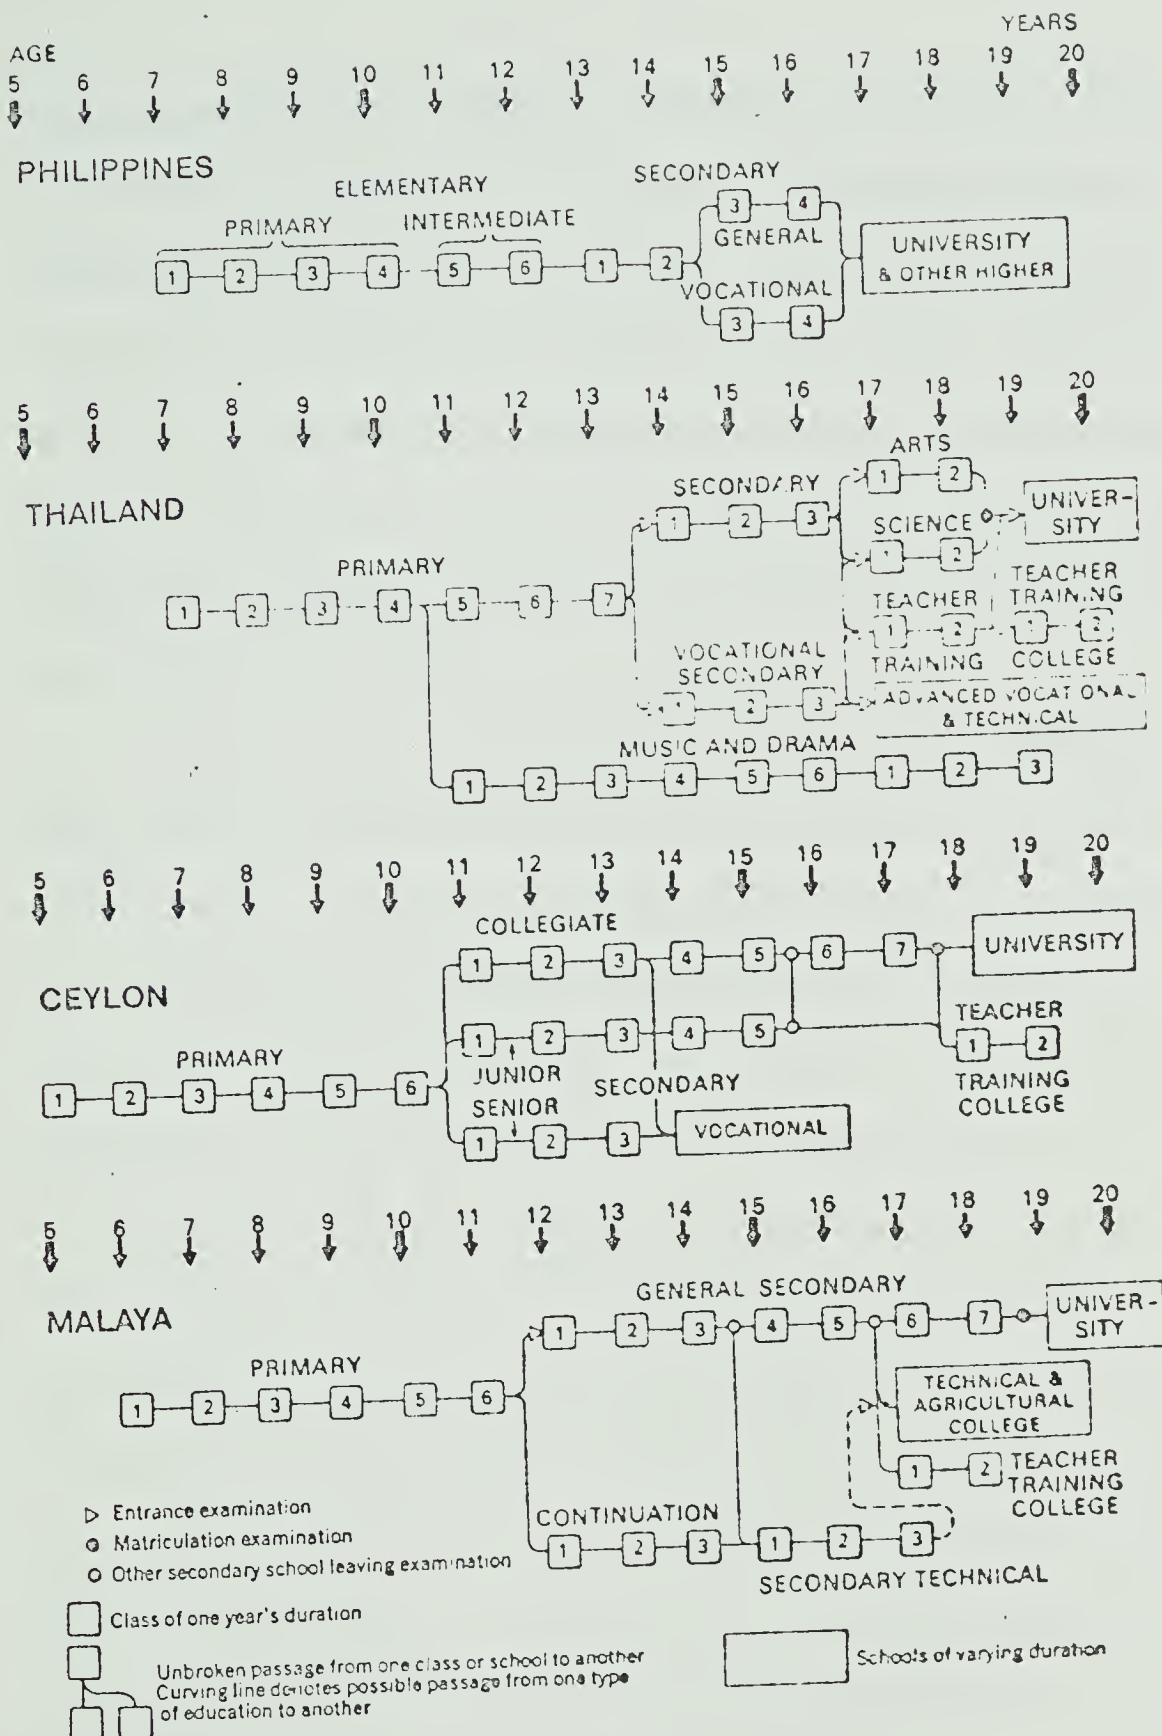 AGE YEARS
5 6 7 8 9 10 11 12 13 14 15 16 17 18 19 20
PHILIPPINES
ELEMENTARY SECONDARY
PRIMARY INTERMEDIATE
3 4
GENERAL
UNIVERSITY
& OTHER HIGHER
1 2 3 4 5 6 1 2
VOCATIONAL
3 4
5 6 7 8 9 10 11 12 13 14 15 16 17 18 19 20
THAILAND
ARTS
1 2
SECONDARY
1 2 3
UNIVER-
SITY
SCIENCE
1 2
PRIMARY
1 2 3 4 5 6 7
TEACHER
TRAINING
1 2
TEACHER
TRAINING
1 2
COLLEGE
VOCATIONAL
SECONDARY
1 2 3
ADVANCED VOCATIONAL
& TECHNICAL
MUSIC AND DRAMA
1 2 3 4 5 6 1 2 3
5 6 7 8 9 10 11 12 13 14 15 16 17 18 19 20
CEYLON
COLLEGIATE
1 2 3 4 5 6 7
UNIVERSITY
1 2 3 4 5
PRIMARY
1 2 3 4 5 6
JUNIOR
SENIOR
SECONDARY
1 2 3
VOCATIONAL
TEACHER
1 2
TRAINING
COLLEGE
5 6 7 8 9 10 11 12 13 14 15 16 17 18 19 20
MALAYA
GENERAL SECONDARY
1 2 3 4 5 6 7
UNIVER-
SITY
PRIMARY
1 2 3 4 5 6
TECHNICAL &
AGRICULTURAL
COLLEGE
1 2 TEACHER
TRAINING
COLLEGE
CONTINUATION
1 2 3 1 2 3
SECONDARY TECHNICAL
Entrance examination
Matriculation examination
Other secondary school leaving examination
Class of one year's duration
Unbroken passage from one class or school to another
Curving line denotes possible passage from one type
of education to another
Schools of varying duration